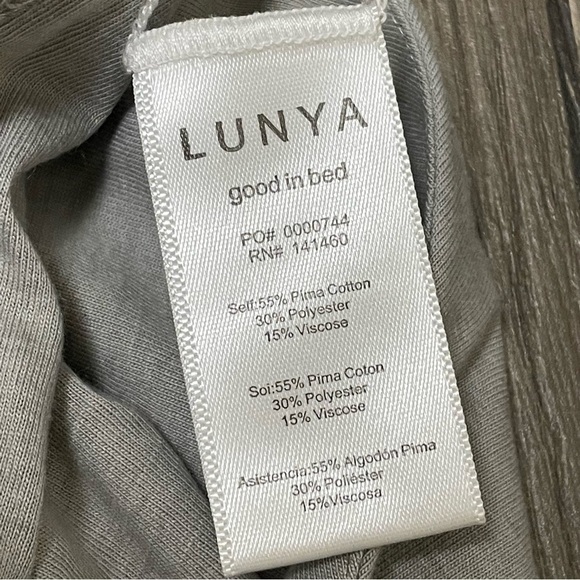 LUNYA
good in bed
PO# 0000744
RN# 141460
Self:55% Pima Cotton
30% Polyester
15% Viscose
Soi:55% Pima Coton
30% Polyester
15% Viscose
Asistencia:55% Algodón Pima
30% Poliéster
15%Viscosa